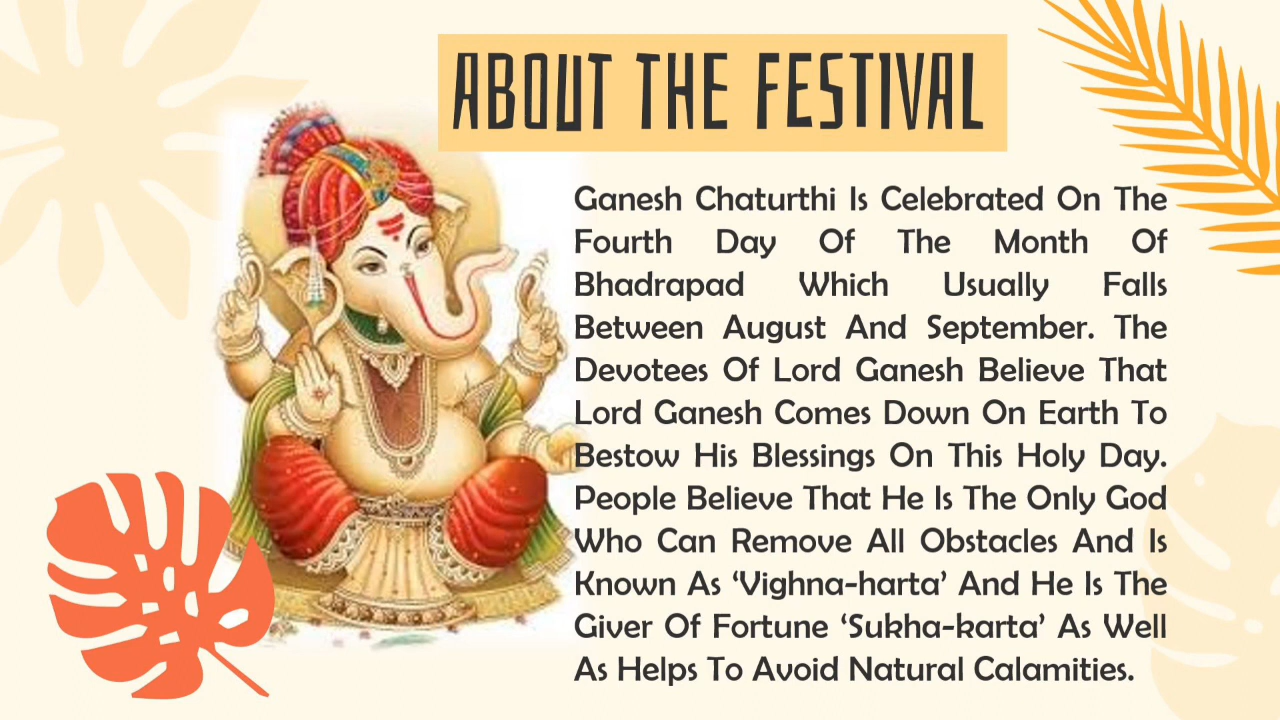 ABOUT THE FESTIVAL
Ganesh Chaturthi Is Celebrated On The
Fourth Day Of The Month Of
Bhadrapad Which Usually Falls
Between August And September. The
Devotees Of Lord Ganesh Believe That
Lord Ganesh Comes Down On Earth To
Bestow His Blessings On This Holy Day.
People Believe That He Is The Only God
Who Can Remove All Obstacles And Is
Known As ‘Vighna-harta’ And He Is The
Giver Of Fortune ‘Sukha-karta’ As Well
As Helps To Avoid Natural Calamities.